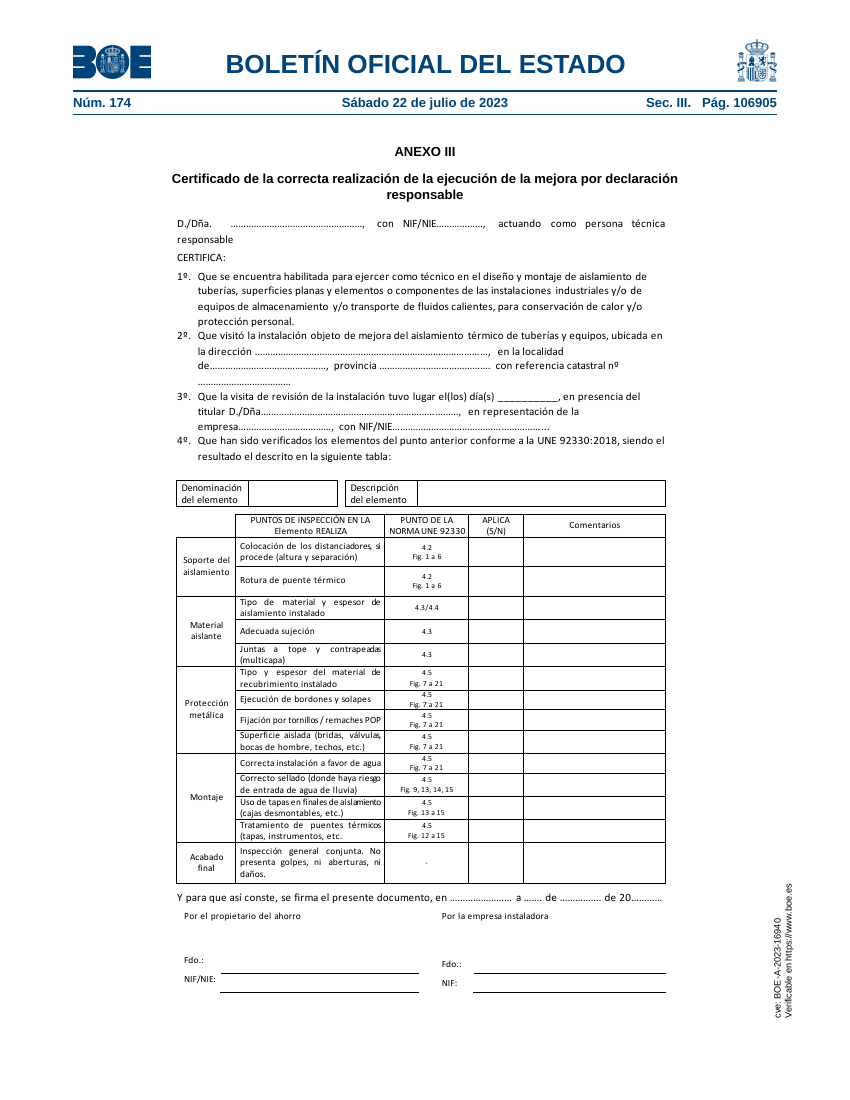 BOE
BOLETÍN OFICIAL DEL ESTADO
Núm. 174
Sábado 22 de julio de 2023
Sec. III. Pág. 106905
ANEXO III
Certificado de la correcta realización de la ejecución de la mejora por declaración
responsable
D./Dña. ……………………………………………, con NIF/NIE………………, actuando como persona técnica
responsable
CERTIFICA:
1º. Que se encuentra habilitada para ejercer como técnico en el diseño y montaje de aislamiento de
tuberías, superficies planas y elementos o componentes de las instalaciones industriales y/o de
equipos de almacenamiento y/o transporte de fluidos calientes, para conservación de calor y/o
protección personal.
2º. Que visitó la instalación objeto de mejora del aislamiento térmico de tuberías y equipos, ubicada en
la dirección ………………………………………………………………………………, en la localidad
de………………………………………, provincia ……………………………………. con referencia catastral nº
………………………………
3º. Que la visita de revisión de la instalación tuvo lugar el(los) día(s) __________, en presencia del
titular D./Dña…………………………………………………………………, en representación de la
empresa………………………………, con NIF/NIE……………………………………………………...
4º. Que han sido verificados los elementos del punto anterior conforme a la UNE 92330:2018, siendo el
resultado el descrito en la siguiente tabla:
Denominación
del elemento
Descripción
del elemento
PUNTOS DE INSPECCIÓN EN LA
Elemento REALIZA
PUNTO DE LA
NORMA UNE 92330
APLICA
(S/N)
Comentarios
Soporte del
aislamiento
Colocación de los distanciadores, si
procede (altura y separación)
4.2
Fig. 1 a 6
Rotura de puente térmico
4.2
Fig. 1 a 6
Material
aislante
Tipo de material y espesor de
aislamiento instalado
4.3/4.4
Adecuada sujeción
4.3
Juntas a tope y contrapeadas
(multicapa)
4.3
Protección
metálica
Tipo y espesor del material de
recubrimiento instalado
4.5
Fig. 7 a 21
Ejecución de bordones y solapes
4.5
Fig. 7 a 21
Fijación por tornillos / remaches POP
4.5
Fig. 7 a 21
Superficie aislada (bridas, válvulas,
bocas de hombre, techos, etc.)
4.5
Fig. 7 a 21
Montaje
Correcta instalación a favor de agua
4.5
Fig. 7 a 21
Correcto sellado (donde haya riesgo
de entrada de agua de lluvia)
4.5
Fig. 9, 13, 14, 15
Uso de tapas en finales de aislamiento
(cajas desmontables, etc.)
4.5
Fig. 13 a 15
Tratamiento de puentes térmicos
(tapas, instrumentos, etc.
4.5
Fig. 12 a 15
Acabado
final
Inspección general conjunta. No
presenta golpes, ni aberturas, ni
daños.
-
Y para que así conste, se firma el presente documento, en …………………… a ……. de ……………. de 20…………
Por el propietario del ahorro
Por la empresa instaladora
Fdo.:
Fdo.:
NIF/NIE:
NIF:
cve: BOE-A-2023-16940
Verificable en https://www.boe.es